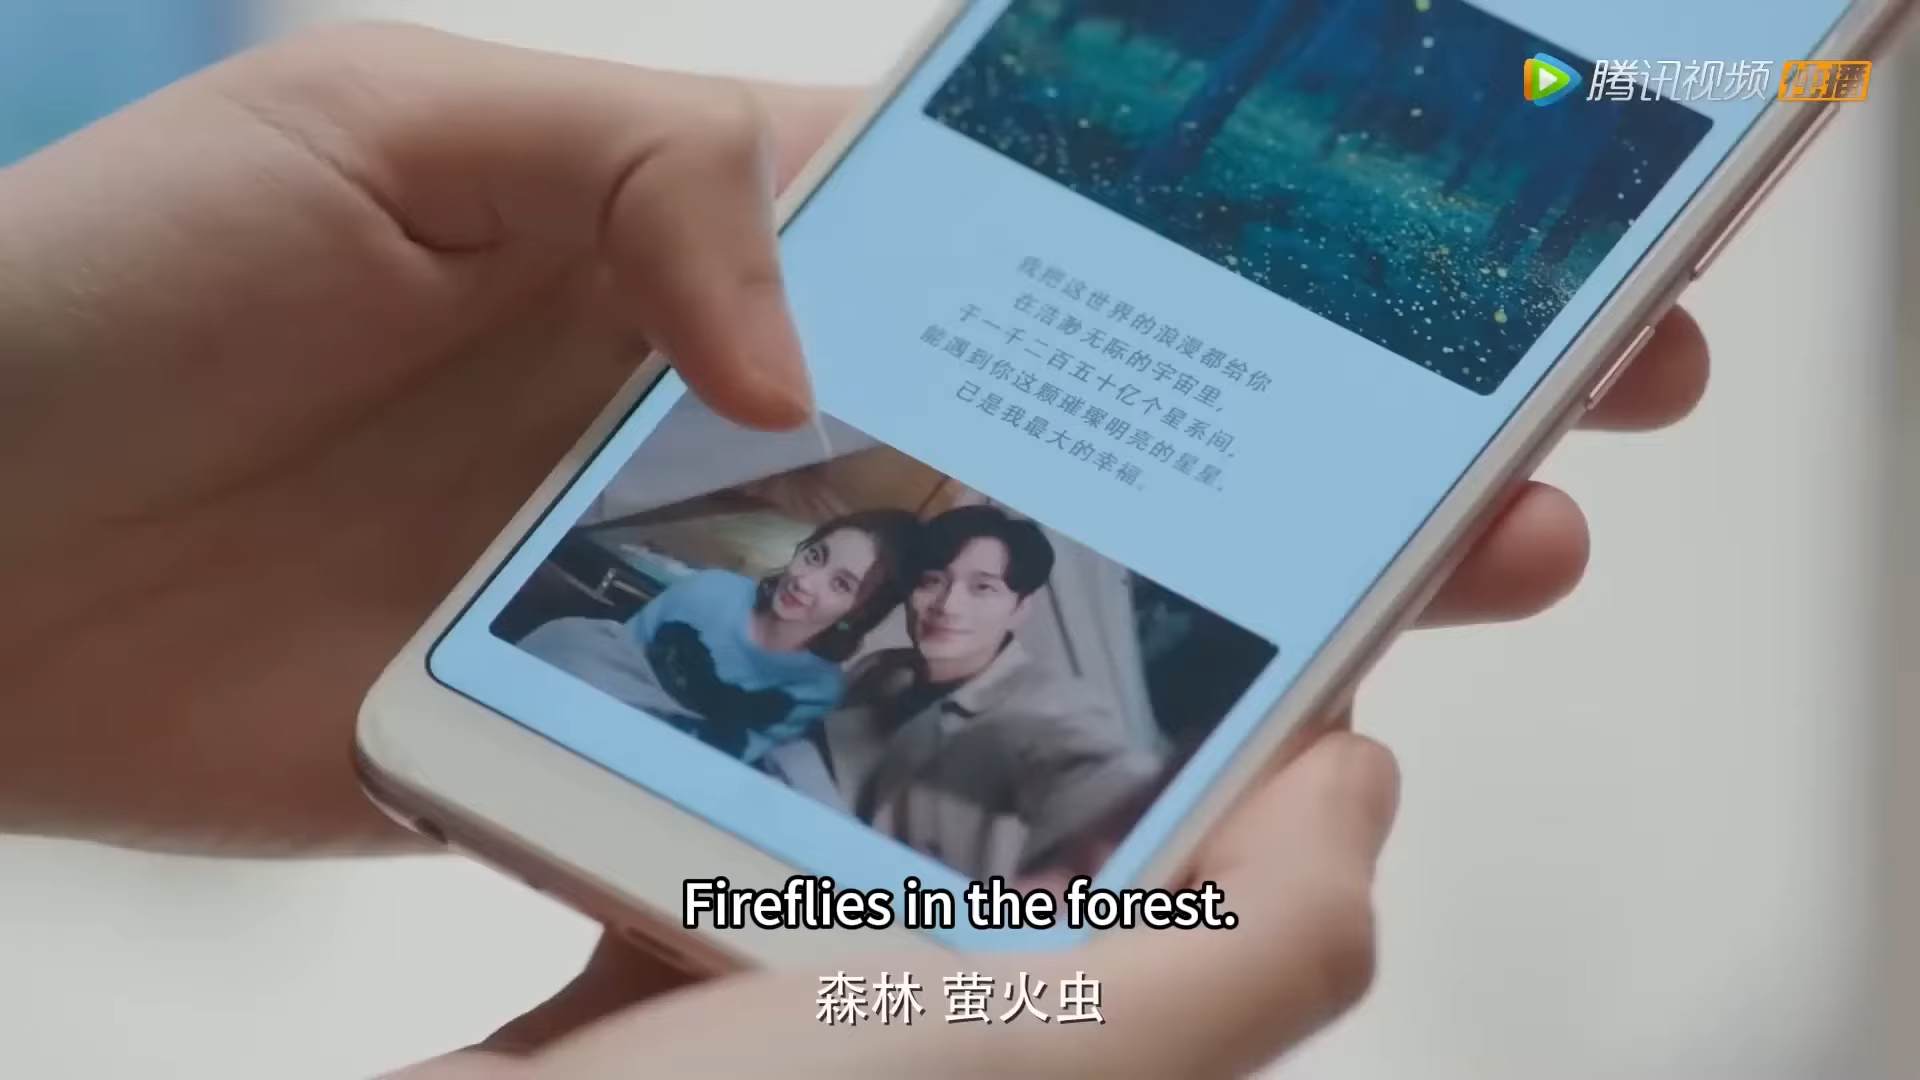 腾讯视频 独播
我把这世界的浪漫都给你
在浩渺无际的宇宙里,
于一千二百五十亿个星系间,
能遇到你这颗璀璨明亮的星星,
已是我最大的幸福。
Fireflies in the forest.
森林 萤火虫